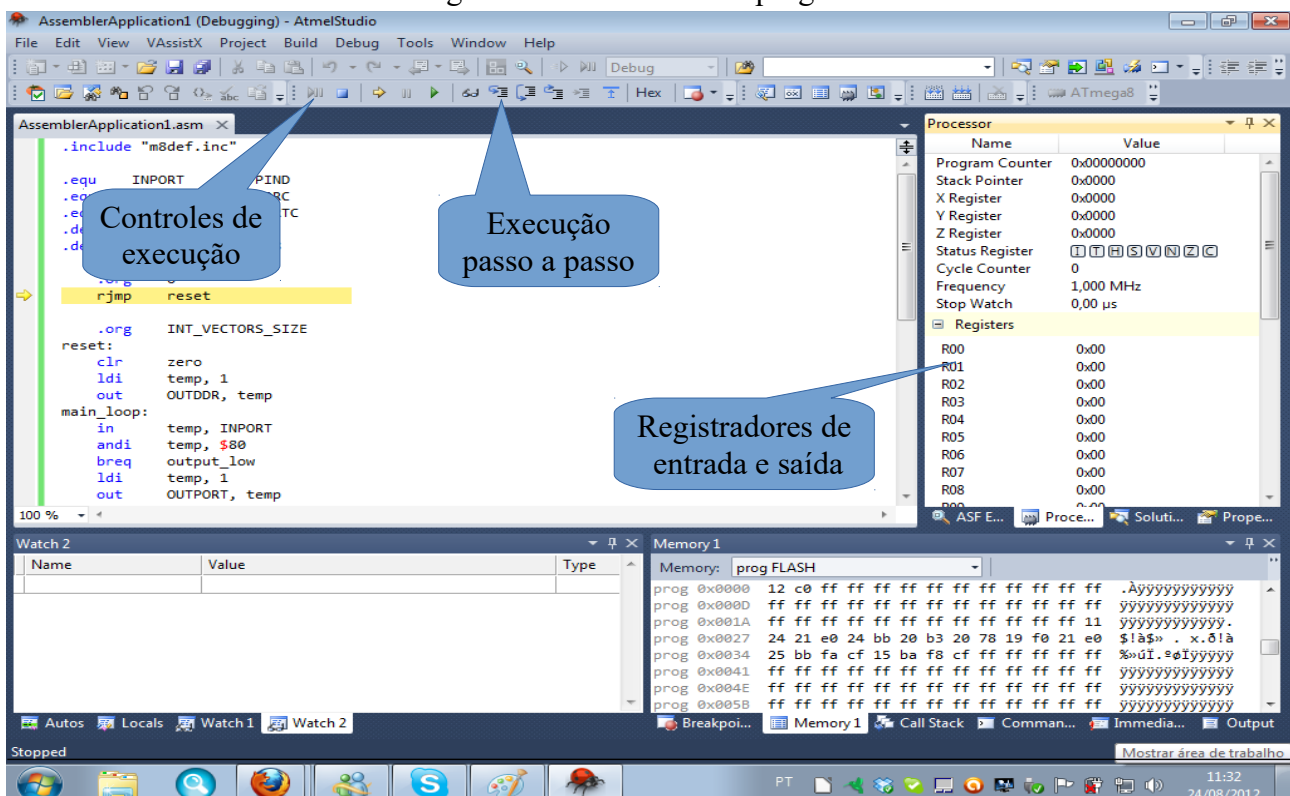 AssemblerApplication1 (Debugging) - AtmelStudio
File Edit View VAssistX Project Build Debug Tools Window Help
Debug
Hex
ATmega8
AssemblerApplication1.asm
.include "m8def.inc"
.equ INPORT PIND
Controles de
execução
Execução
passo a passo
rjmp reset
.org INT_VECTORS_SIZE
reset:
clr zero
ldi temp, 1
out OUTDDR, temp
main_loop:
in temp, INPORT
andi temp, $80
breq output_low
ldi temp, 1
out OUTPORT, temp
100 %
Processor
Name Value
Program Counter 0x00000000
Stack Pointer 0x0000
X Register 0x0000
Y Register 0x0000
Z Register 0x0000
Status Register I T H S V N Z C
Cycle Counter 0
Frequency 1,000 MHz
Stop Watch 0,00 µs
Registers
R00 0x00
R01 0x00
R02 0x00
R03 0x00
R04 0x00
R05 0x00
R06 0x00
R07 0x00
R08 0x00
Registradores de
entrada e saída
ASF E... Proce... Soluti... Prope...
Watch 2
Name Value Type
Autos Locals Watch 1 Watch 2
Memory 1
Memory: prog FLASH
prog 0x0000 12 c0 ff ff ff ff ff ff ff ff ff ff ff .Àÿÿÿÿÿÿÿÿÿÿÿ
prog 0x000D ff ff ff ff ff ff ff ff ff ff ff ff ff ÿÿÿÿÿÿÿÿÿÿÿÿÿ
prog 0x001A ff ff ff ff ff ff ff ff ff ff ff ff 11 ÿÿÿÿÿÿÿÿÿÿÿÿ.
prog 0x0027 24 21 e0 24 bb 20 b3 20 78 19 f0 21 e0 $!à$» . x.ð!à
prog 0x0034 25 bb fa cf 15 ba f8 cf ff ff ff ff ff %»úÏ.ºøÏÿÿÿÿÿ
prog 0x0041 ff ff ff ff ff ff ff ff ff ff ff ff ff ÿÿÿÿÿÿÿÿÿÿÿÿÿ
prog 0x004E ff ff ff ff ff ff ff ff ff ff ff ff ff ÿÿÿÿÿÿÿÿÿÿÿÿÿ
prog 0x005B ff ff ff ff ff ff ff ff ff ff ff ff ff ÿÿÿÿÿÿÿÿÿÿÿÿÿ
Breakpoi... Memory 1 Call Stack Comman... Immedia... Output
Stopped
Mostrar área de trabalho
PT
11:32
24/08/2012